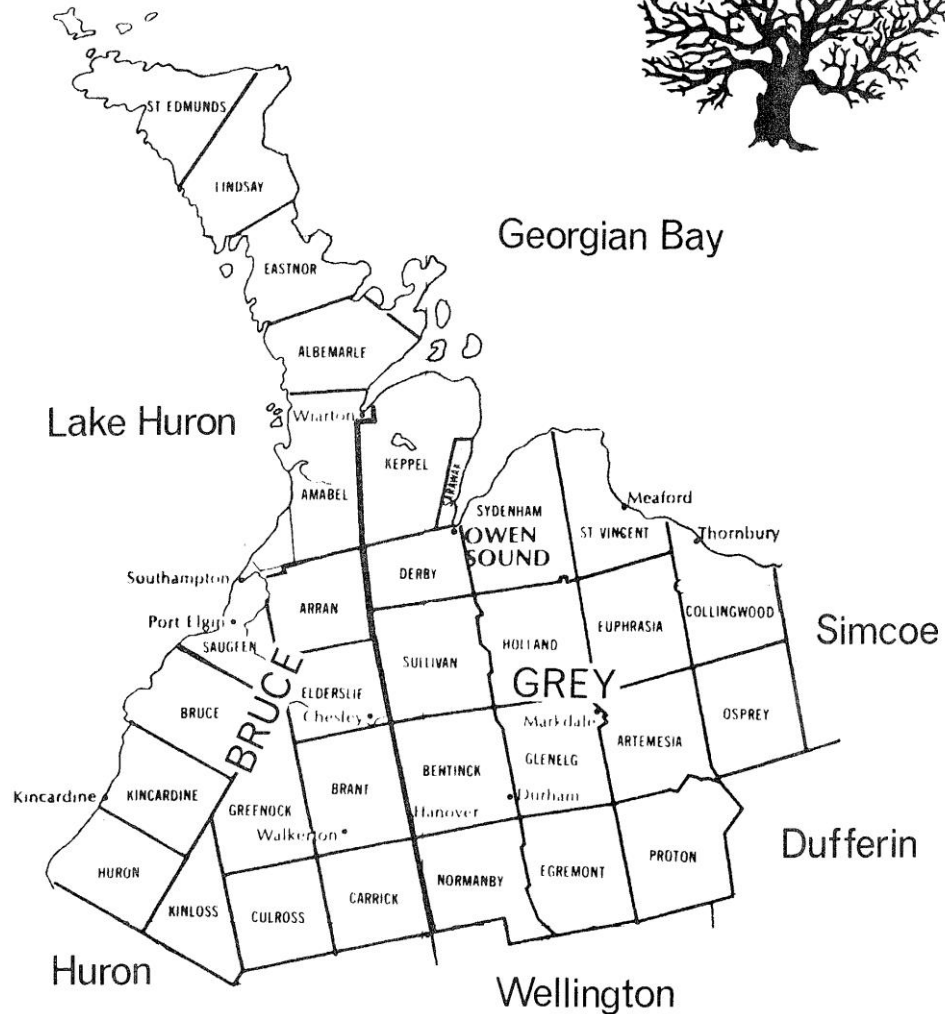 ST EDMUNDS
LINDSAY
Georgian Bay
EASTNOR
ALBEMARLE
Lake Huron
Wiarton
KEPPEL
SARAWAK
AMABEL
SYDENHAM
Meaford
OWEN
SOUND
ST VINCENT
Thornbury
DERBY
Southampton
ARRAN
COLLINGWOOD
Port Elgin
SAUGEEN
EUPHRASIA
Simcoe
HOLLAND
SULLIVAN
BRUCE
GREY
ELDERSLIE
Chesley
BRUCE
Markdale
OSPREY
ARTEMESIA
BENTINCK
GLENELG
Kincardine
KINCARDINE
BRANT
Durham
GREENOCK
Hanover
Walkerton
Dufferin
PROTON
EGREMONT
HURON
NORMANBY
CARRICK
KINLOSS
CULROSS
Huron
Wellington